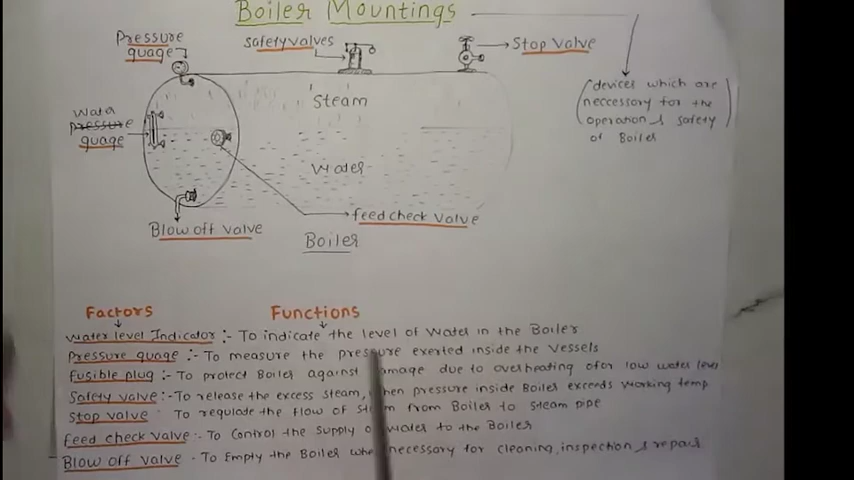 Boiler Mountings
Pressure
guage
Safety valves
Stop valve
(devices which are
neccessary for the
operation & safety
of Boiler)
Steam
Water
pressure
guage
Water
feed check valve
Blow off valve
Boiler
Factors
Functions
Water level Indicator :- To indicate the level of Water in the Boiler
Pressure guage :- To measure the pressure exerted inside the Vessels
Fusible plug :- To protect Boiler against damage due to overheating ofor low water level
Safety valve :- To release the excess steam, when pressure inside Boiler exceeds working temp
Stop valve :- To regulade the flow of Steam from Boiler to steam pipe
feed check valve :- To Control the supply of water to the Boiler
Blow off valve - To Empty the Boiler when necessary for cleaning, inspection & repair